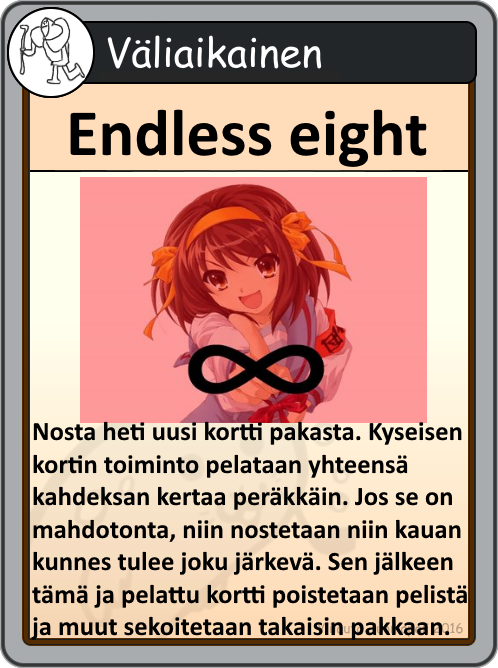 Väliaikainen
Endless eight
Nosta heti uusi kortti pakasta. Kyseisen
kortin toiminto pelataan yhteensä
kahdeksan kertaa peräkkäin. Jos se on
mahdotonta, niin nostetaan niin kauan
kunnes tulee joku järkevä. Sen jälkeen
tämä ja pelattu kortti poistetaan pelistä
ja muut sekoitetaan takaisin pakkaan. 2016